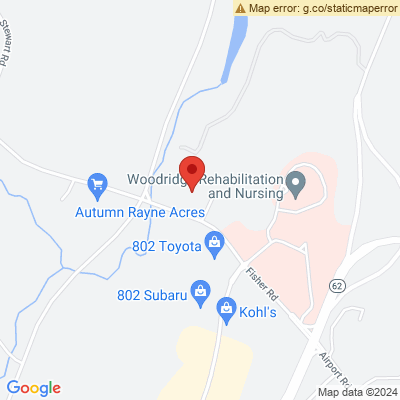 Map error: g.co/staticmaperror
Stewart Rd
Woodridge Rehabilitation
and Nursing
Autumn Rayne Acres
802 Toyota
Fisher Rd
62
802 Subaru
Kohl's
Airport Rd
Google
Map data ©2024